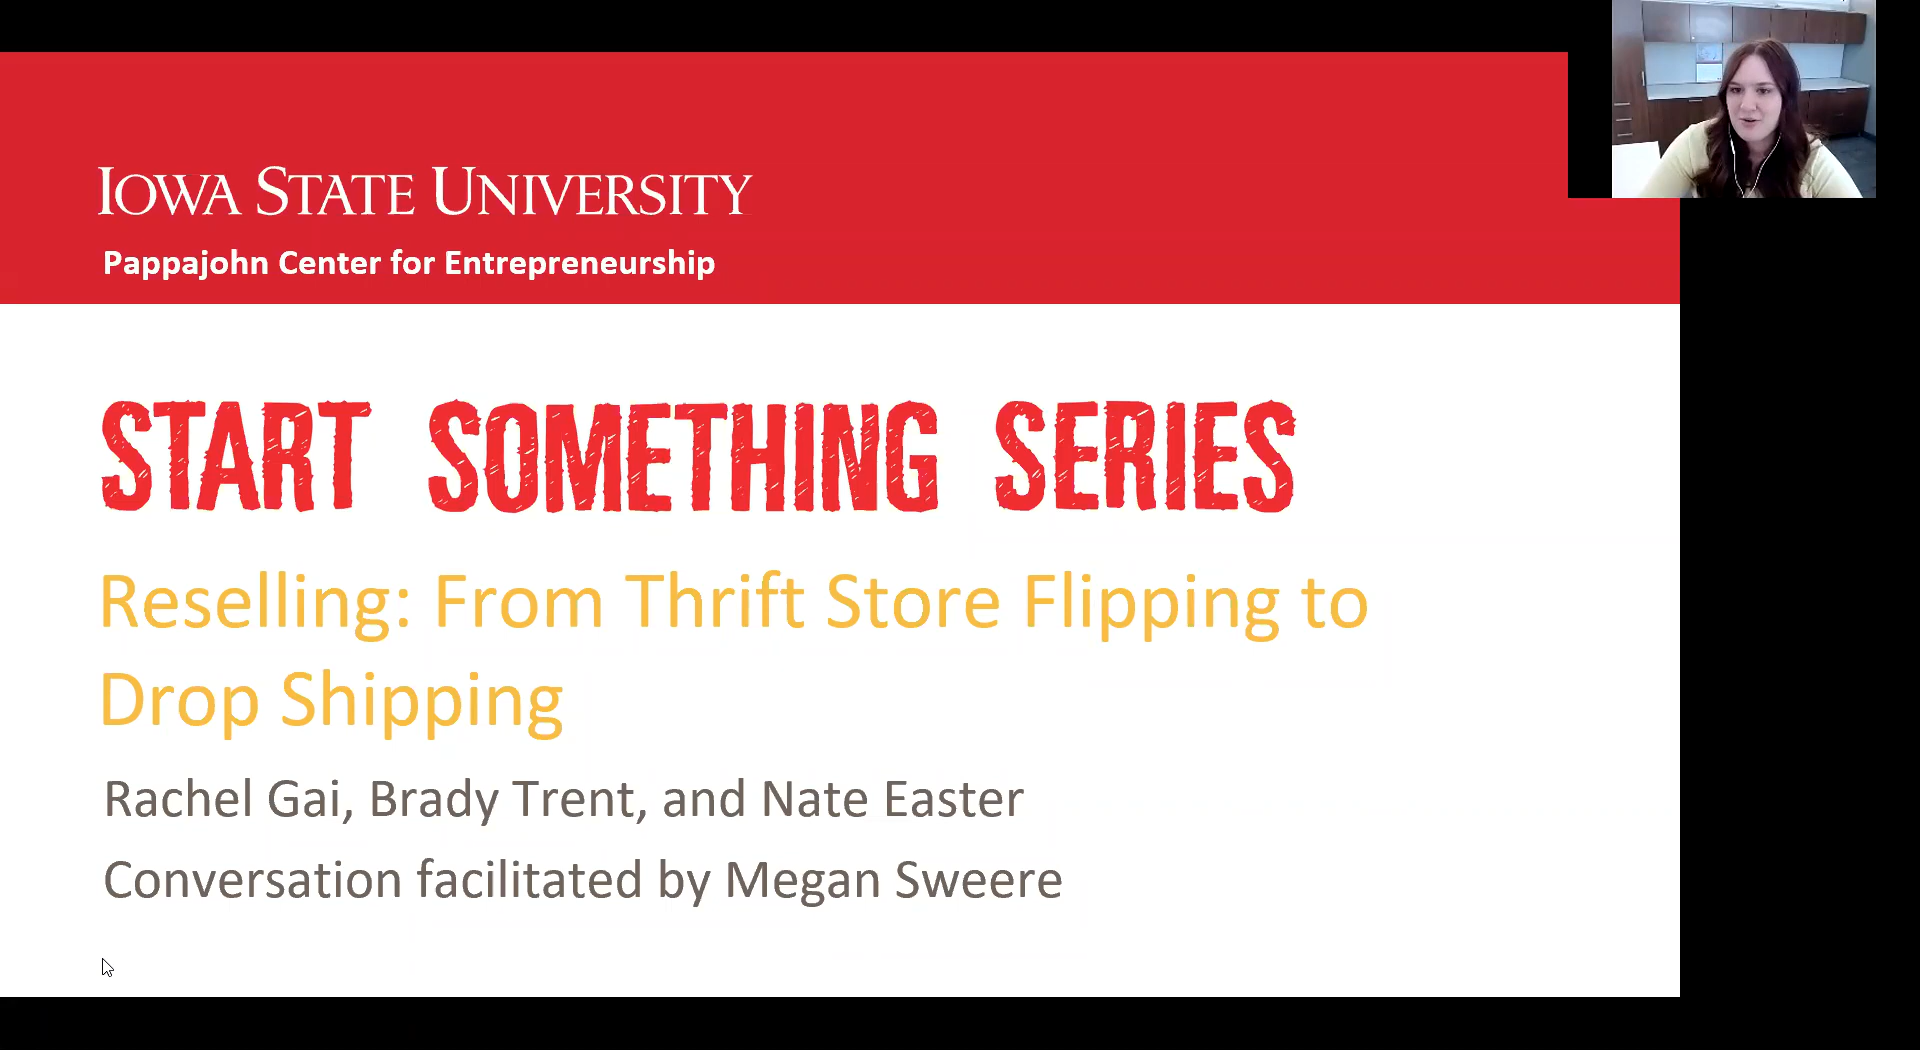 IOWA STATE UNIVERSITY
Pappajohn Center for Entrepreneurship
START SOMETHING SERIES
Reselling: From Thrift Store Flipping to
Drop Shipping
Rachel Gai, Brady Trent, and Nate Easter
Conversation facilitated by Megan Sweere